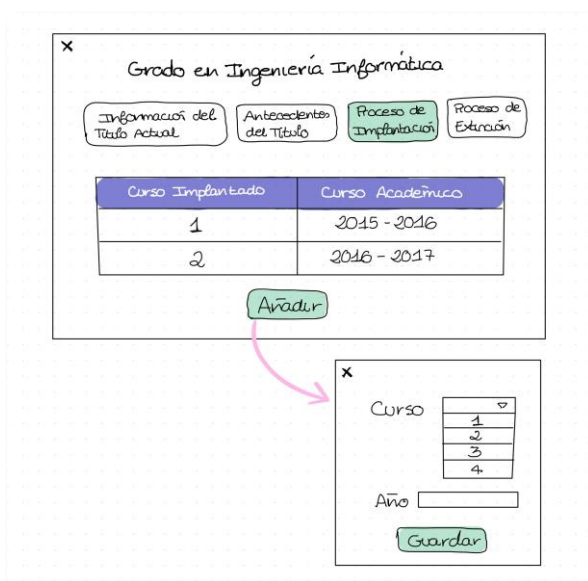 x
Grado en Ingeniería Informática
Información del
Título Actual
Antecedentes
del Título
Proceso de
Implantación
Proceso de
Extinción
Curso Implantado Curso Académico
1 2015 - 2016
2 2016 - 2017
Añadir
x
Curso
1
2
3
4
Año
Guardar